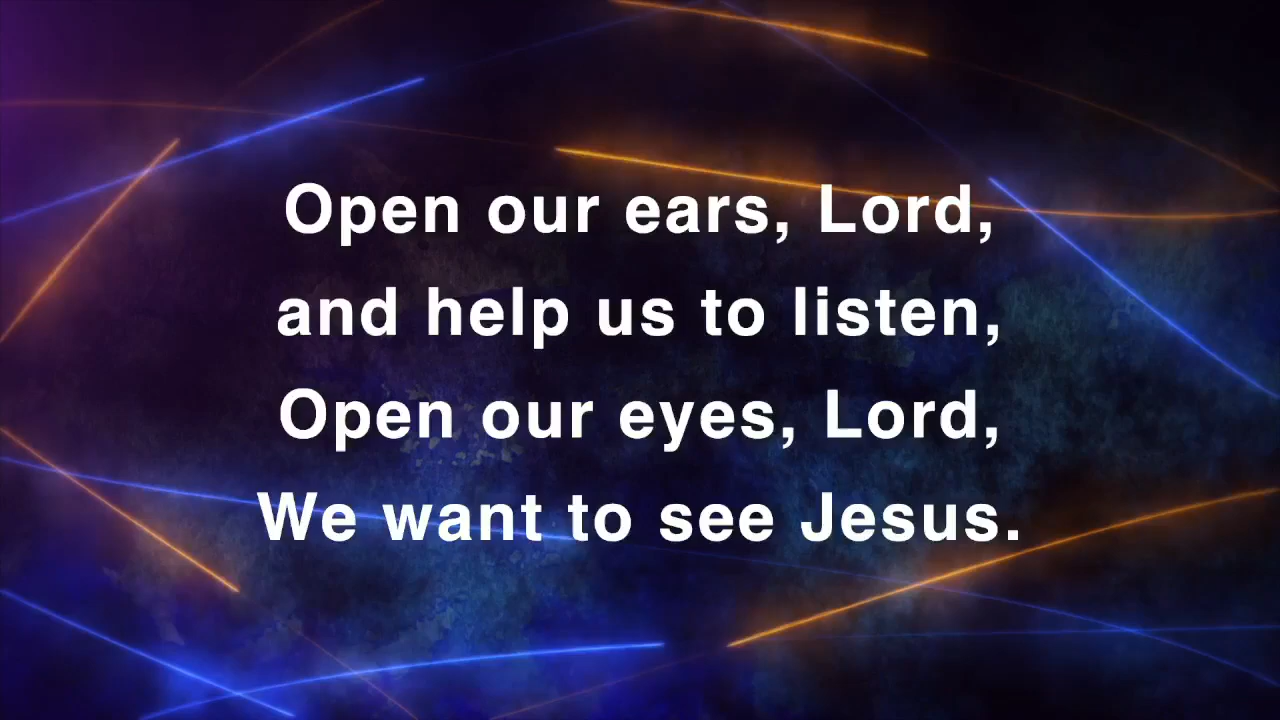 Open our ears, Lord,
and help us to listen,
Open our eyes, Lord,
We want to see Jesus.